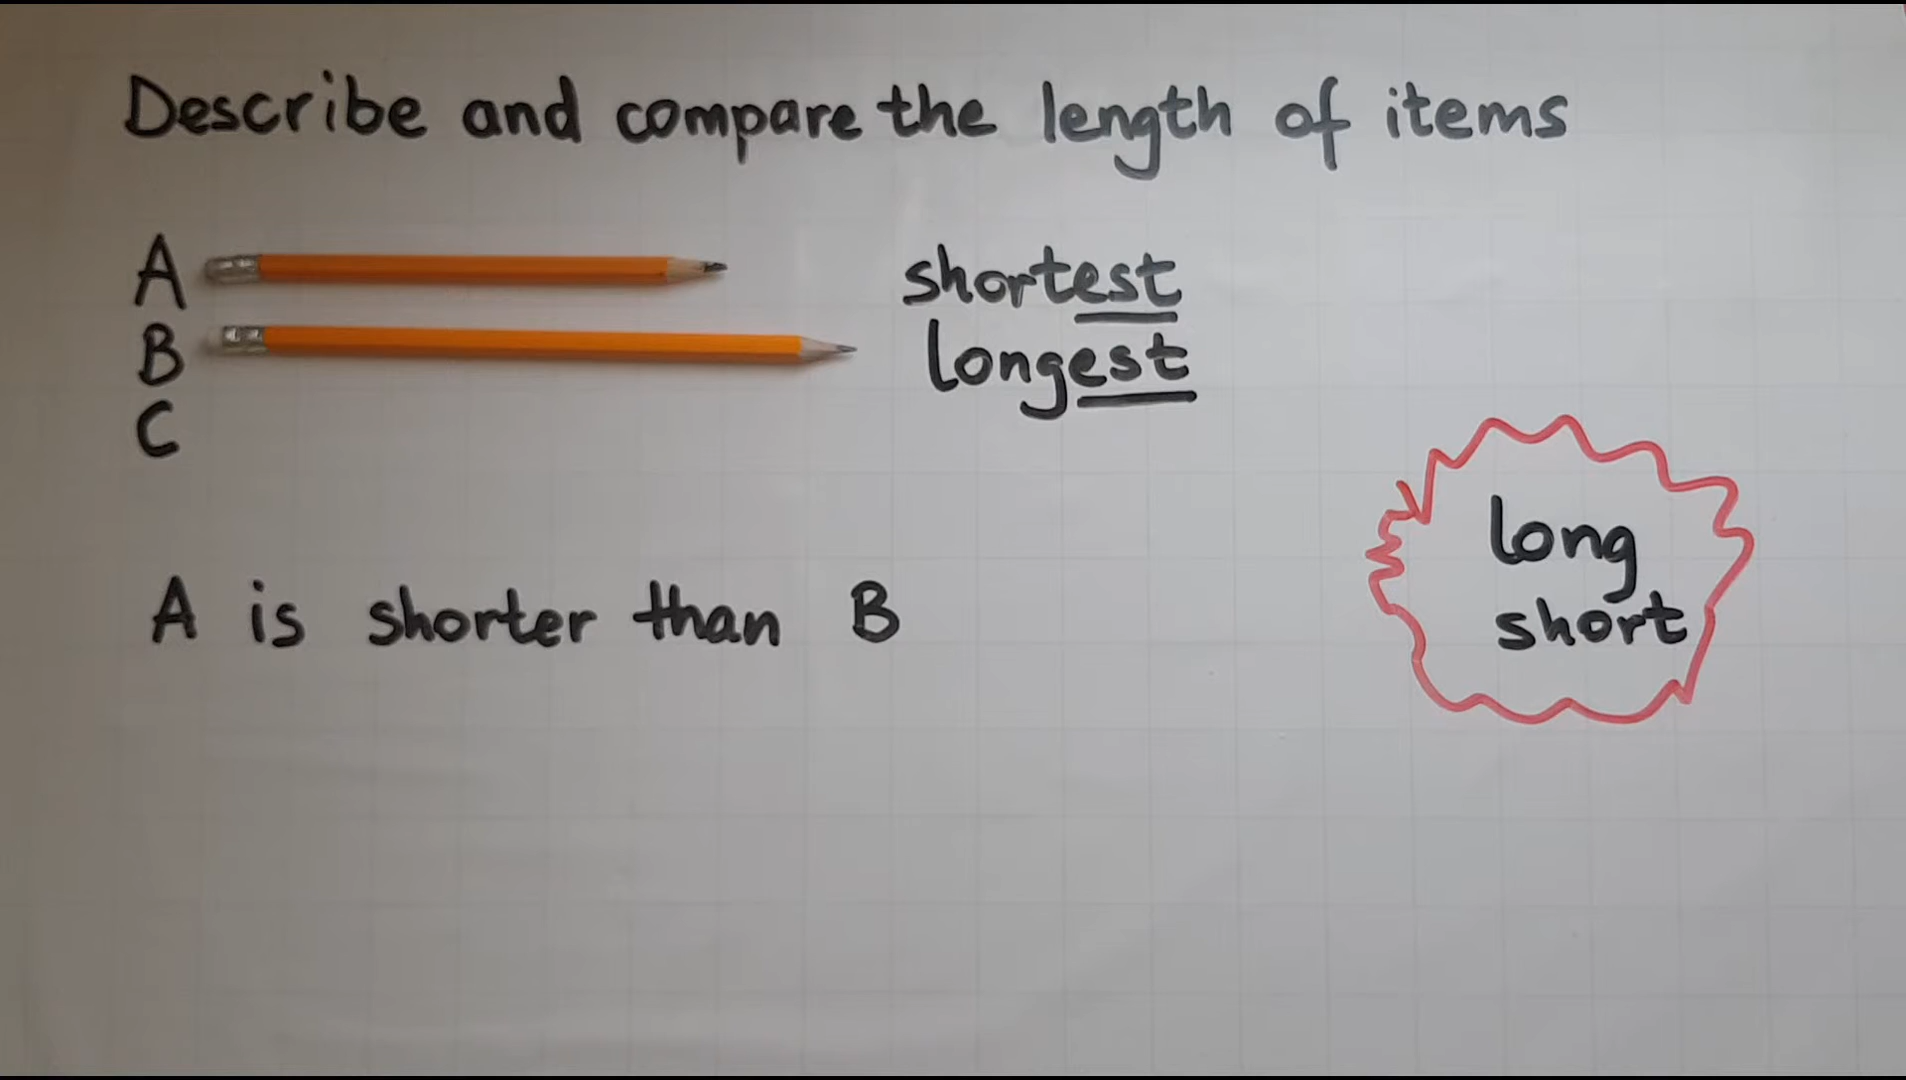 Describe and compare the length of items
A
shortest
B
longest
C
long
short
A is shorter than B